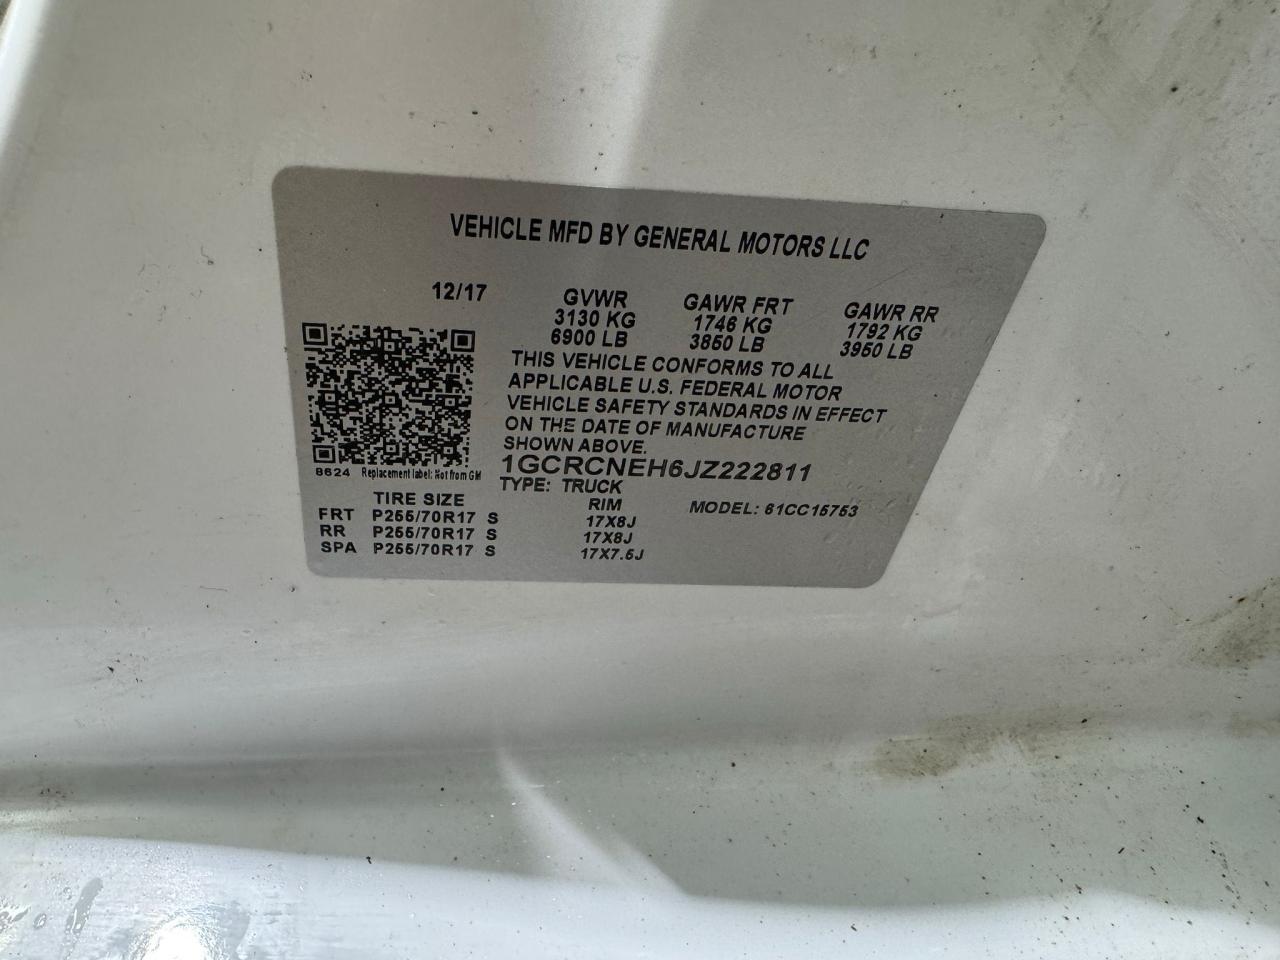 VEHICLE MFD BY GENERAL MOTORS LLC
12/17 GVWR GAWR FRT GAWR RR
3130 KG 1746 KG 1792 KG
6900 LB 3850 LB 3950 LB
THIS VEHICLE CONFORMS TO ALL
APPLICABLE U.S. FEDERAL MOTOR
VEHICLE SAFETY STANDARDS IN EFFECT
ON THE DATE OF MANUFACTURE
SHOWN ABOVE.
8624 Replacement label: Not from GM
1GCRCNEH6JZ222811
TYPE: TRUCK
TIRE SIZE RIM MODEL: 61CC15753
FRT P255/70R17 S 17X8J
RR P255/70R17 S 17X8J
SPA P255/70R17 S 17X7.5J